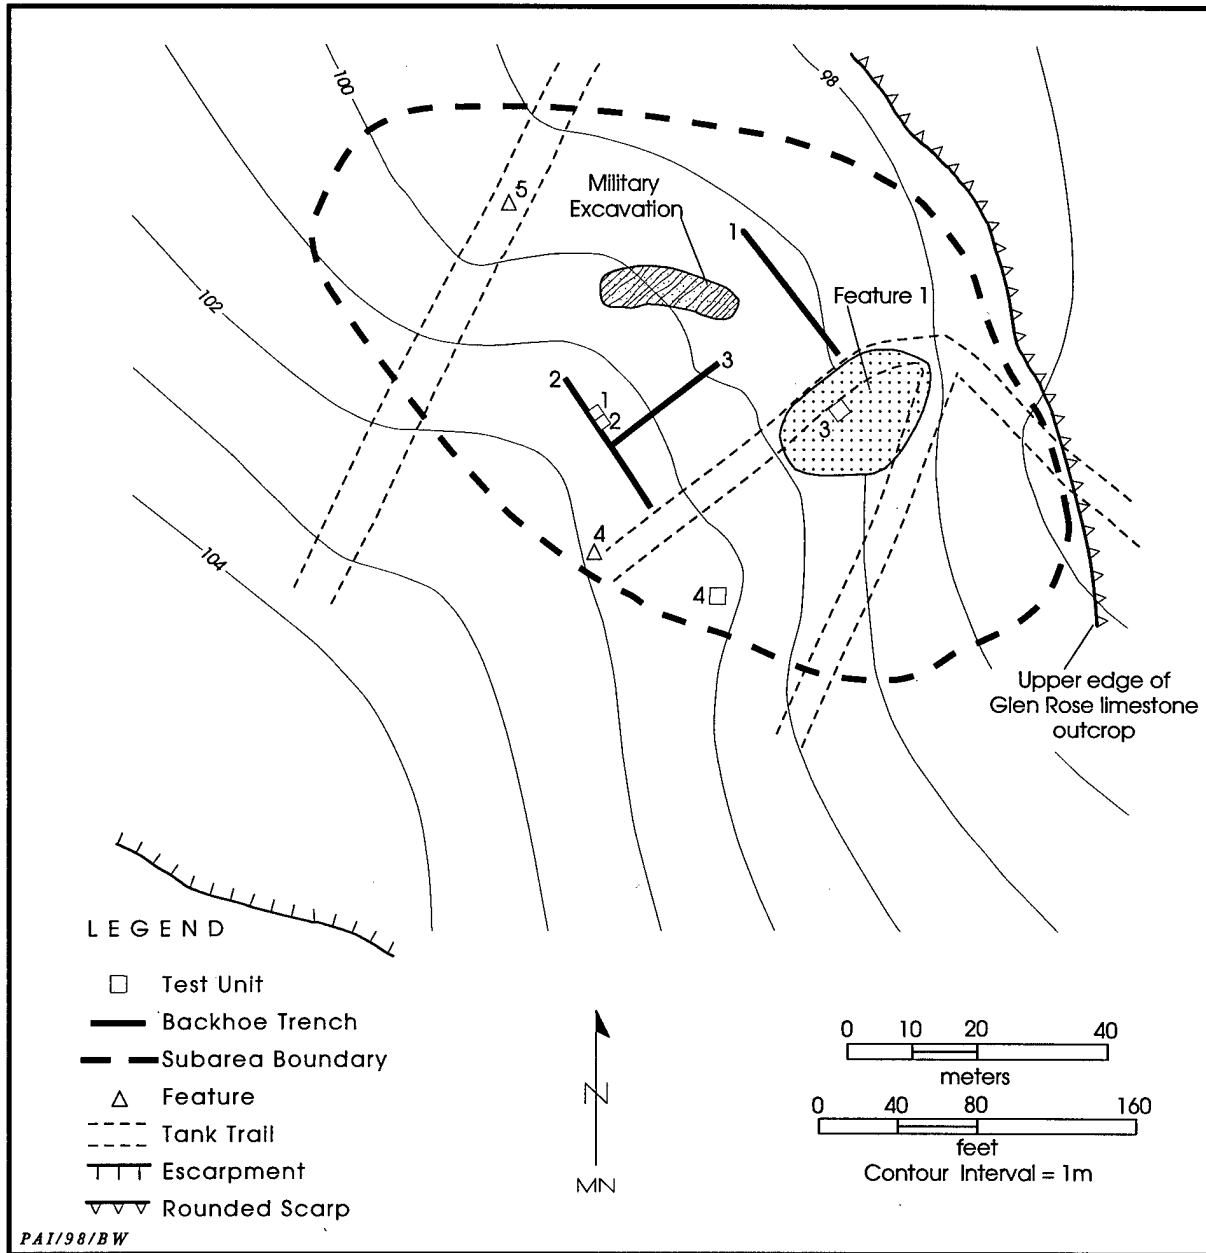 100
98
5
Military
Excavation
1
Feature 1
102
3
2
1
2
3
4
4
104
Upper edge of
Glen Rose limestone
outcrop
LEGEND
Test Unit
Backhoe Trench
Subarea Boundary
Feature
Tank Trail
Escarpment
Rounded Scarp
N
MN
0 10 20 40
meters
0 40 80 160
feet
Contour Interval = 1m
PAI/98/BW